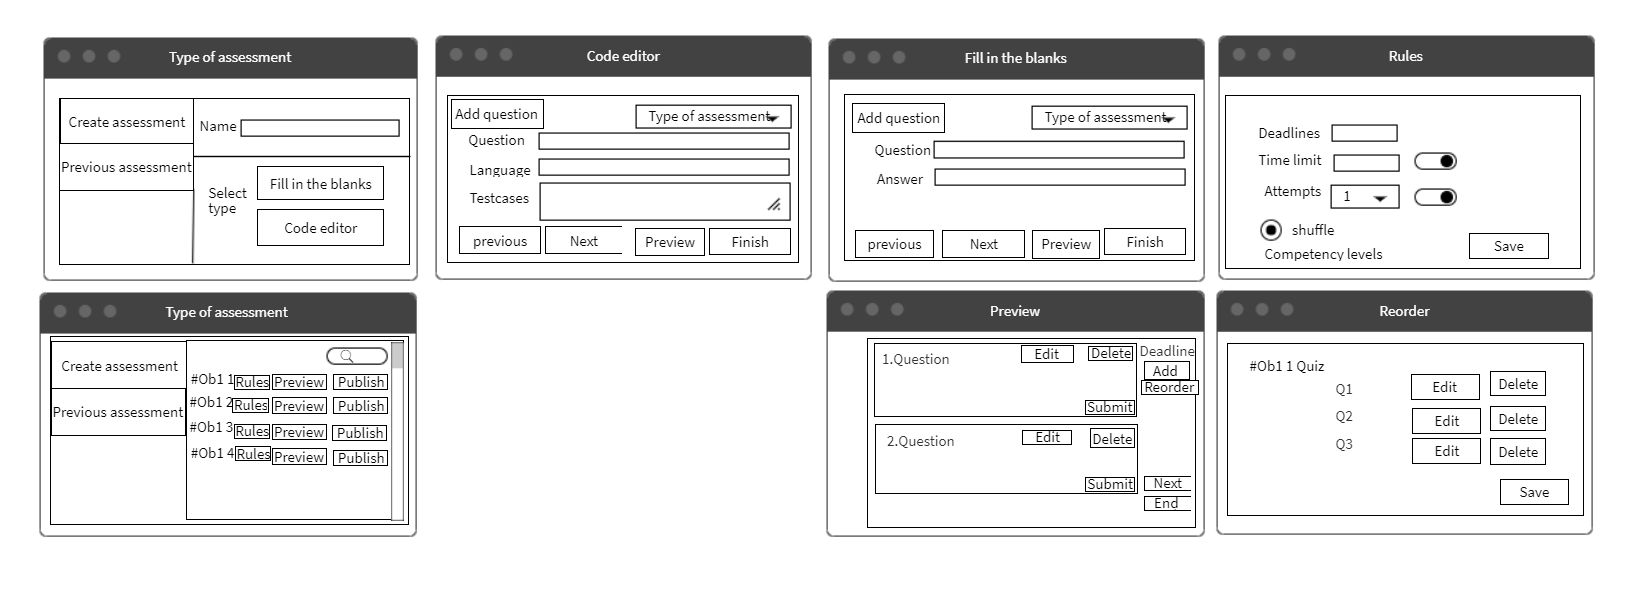 Type of assessment
Create assessment
Name
Previous assessment
Select
type
Fill in the blanks
Code editor
Code editor
Add question
Type of assessment
Question
Language
Testcases
previous
Next
Preview
Finish
Fill in the blanks
Add question
Type of assessment
Question
Answer
previous
Next
Preview
Finish
Rules
Deadlines
Time limit
Attempts
1
shuffle
Competency levels
Save
Type of assessment
Create assessment
Previous assessment
#Ob1 1 Rules Preview Publish
#Ob1 2 Rules Preview Publish
#Ob1 3 Rules Preview Publish
#Ob1 4 Rules Preview Publish
Preview
1.Question
Edit
Delete
Submit
Deadline
Add
Reorder
2.Question
Edit
Delete
Submit
Next
End
Reorder
#Ob1 1 Quiz
Q1 Edit Delete
Q2 Edit Delete
Q3 Edit Delete
Save